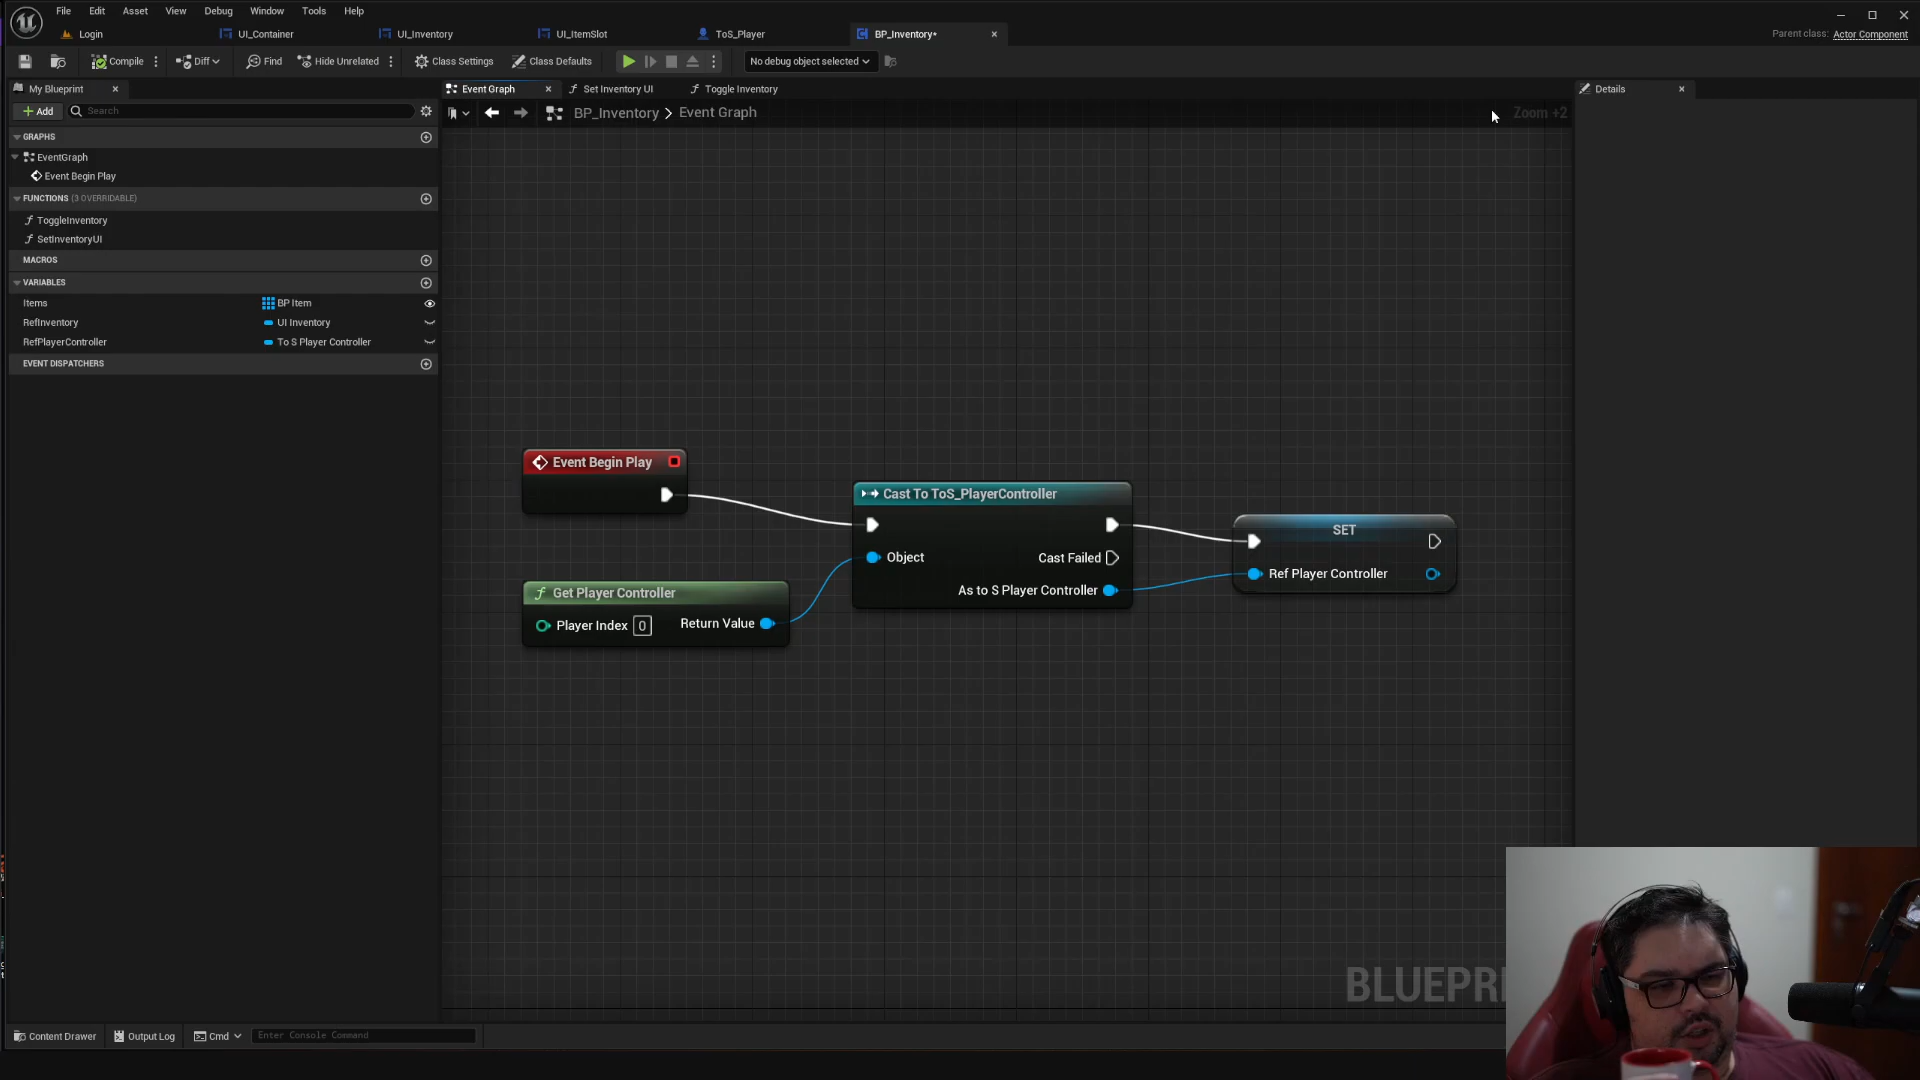 File Edit Asset View Debug Window Tools Help
Login UI_Container UI_Inventory UI_ItemSlot ToS_Player BP_Inventory*
Parent class: Actor Component
Compile Diff Find Hide Unrelated Class Settings Class Defaults No debug object selected
My Blueprint
Event Graph Set Inventory UI Toggle Inventory
Details
Add Search
BP_Inventory > Event Graph
Zoom +2
GRAPHS
EventGraph
Event Begin Play
FUNCTIONS (3 OVERRIDABLE)
ToggleInventory
SetInventoryUI
MACROS
VARIABLES
Items BP Item
RefInventory UI Inventory
RefPlayerController To S Player Controller
EVENT DISPATCHERS
Event Begin Play
Cast To ToS_PlayerController
Object
Cast Failed
As to S Player Controller
SET
Ref Player Controller
Get Player Controller
Player Index 0 Return Value
BLUEPR
Content Drawer Output Log Cmd Enter Console Command